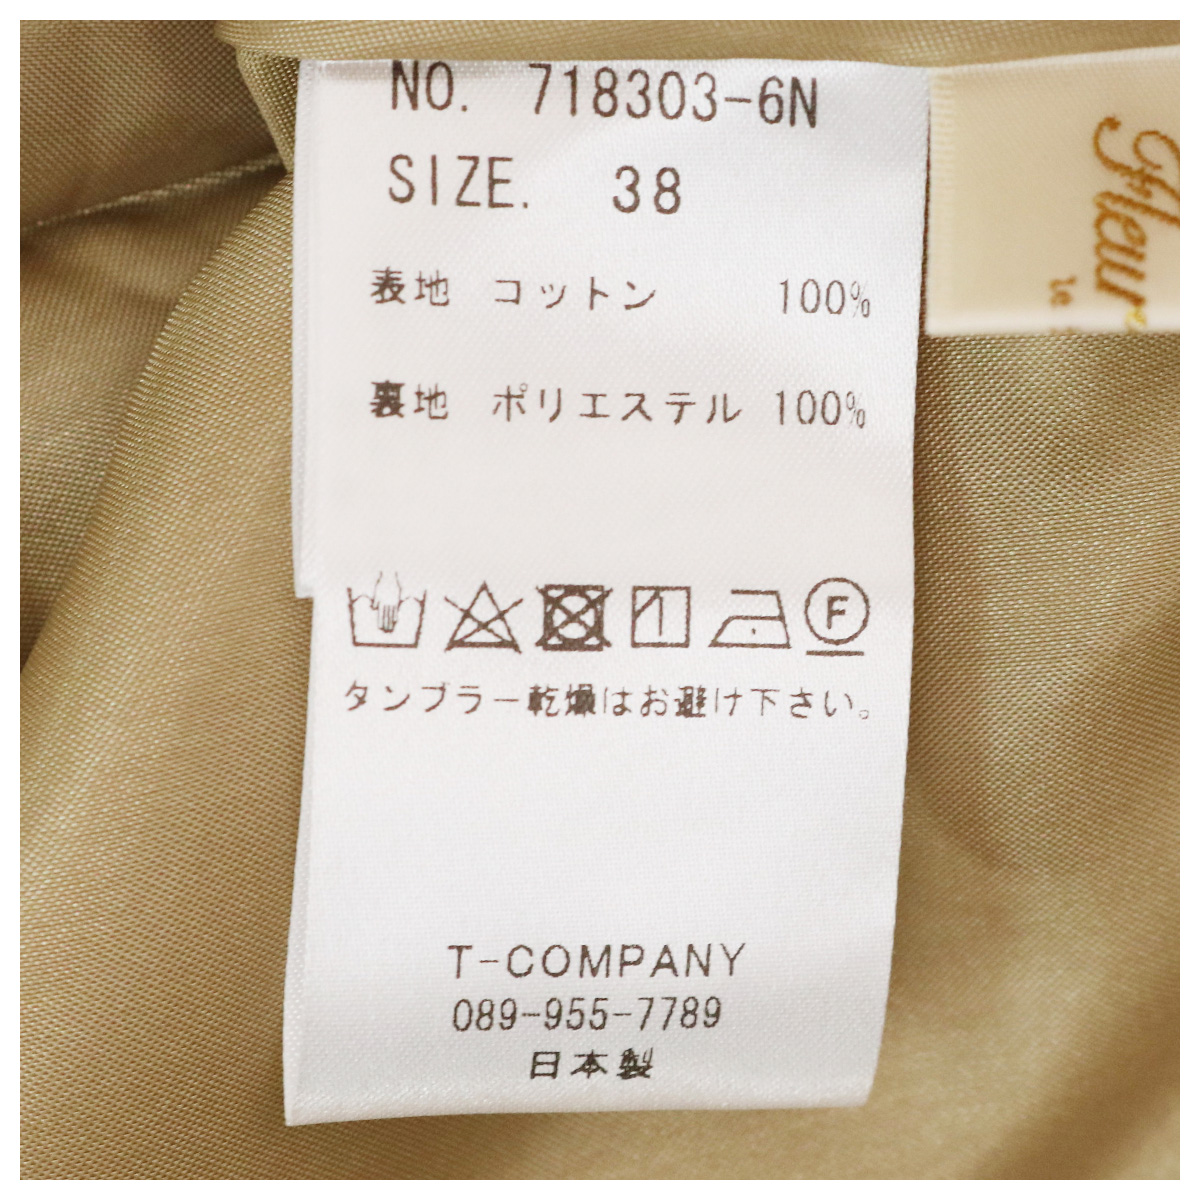 NO. 718303-6N
SIZE. 38
表地 コットン 100%
裏地 ポリエステル 100%
F
タンブラー乾燥はお避け下さい。
T-COMPANY
089-955-7789
日本製
Fleur
le